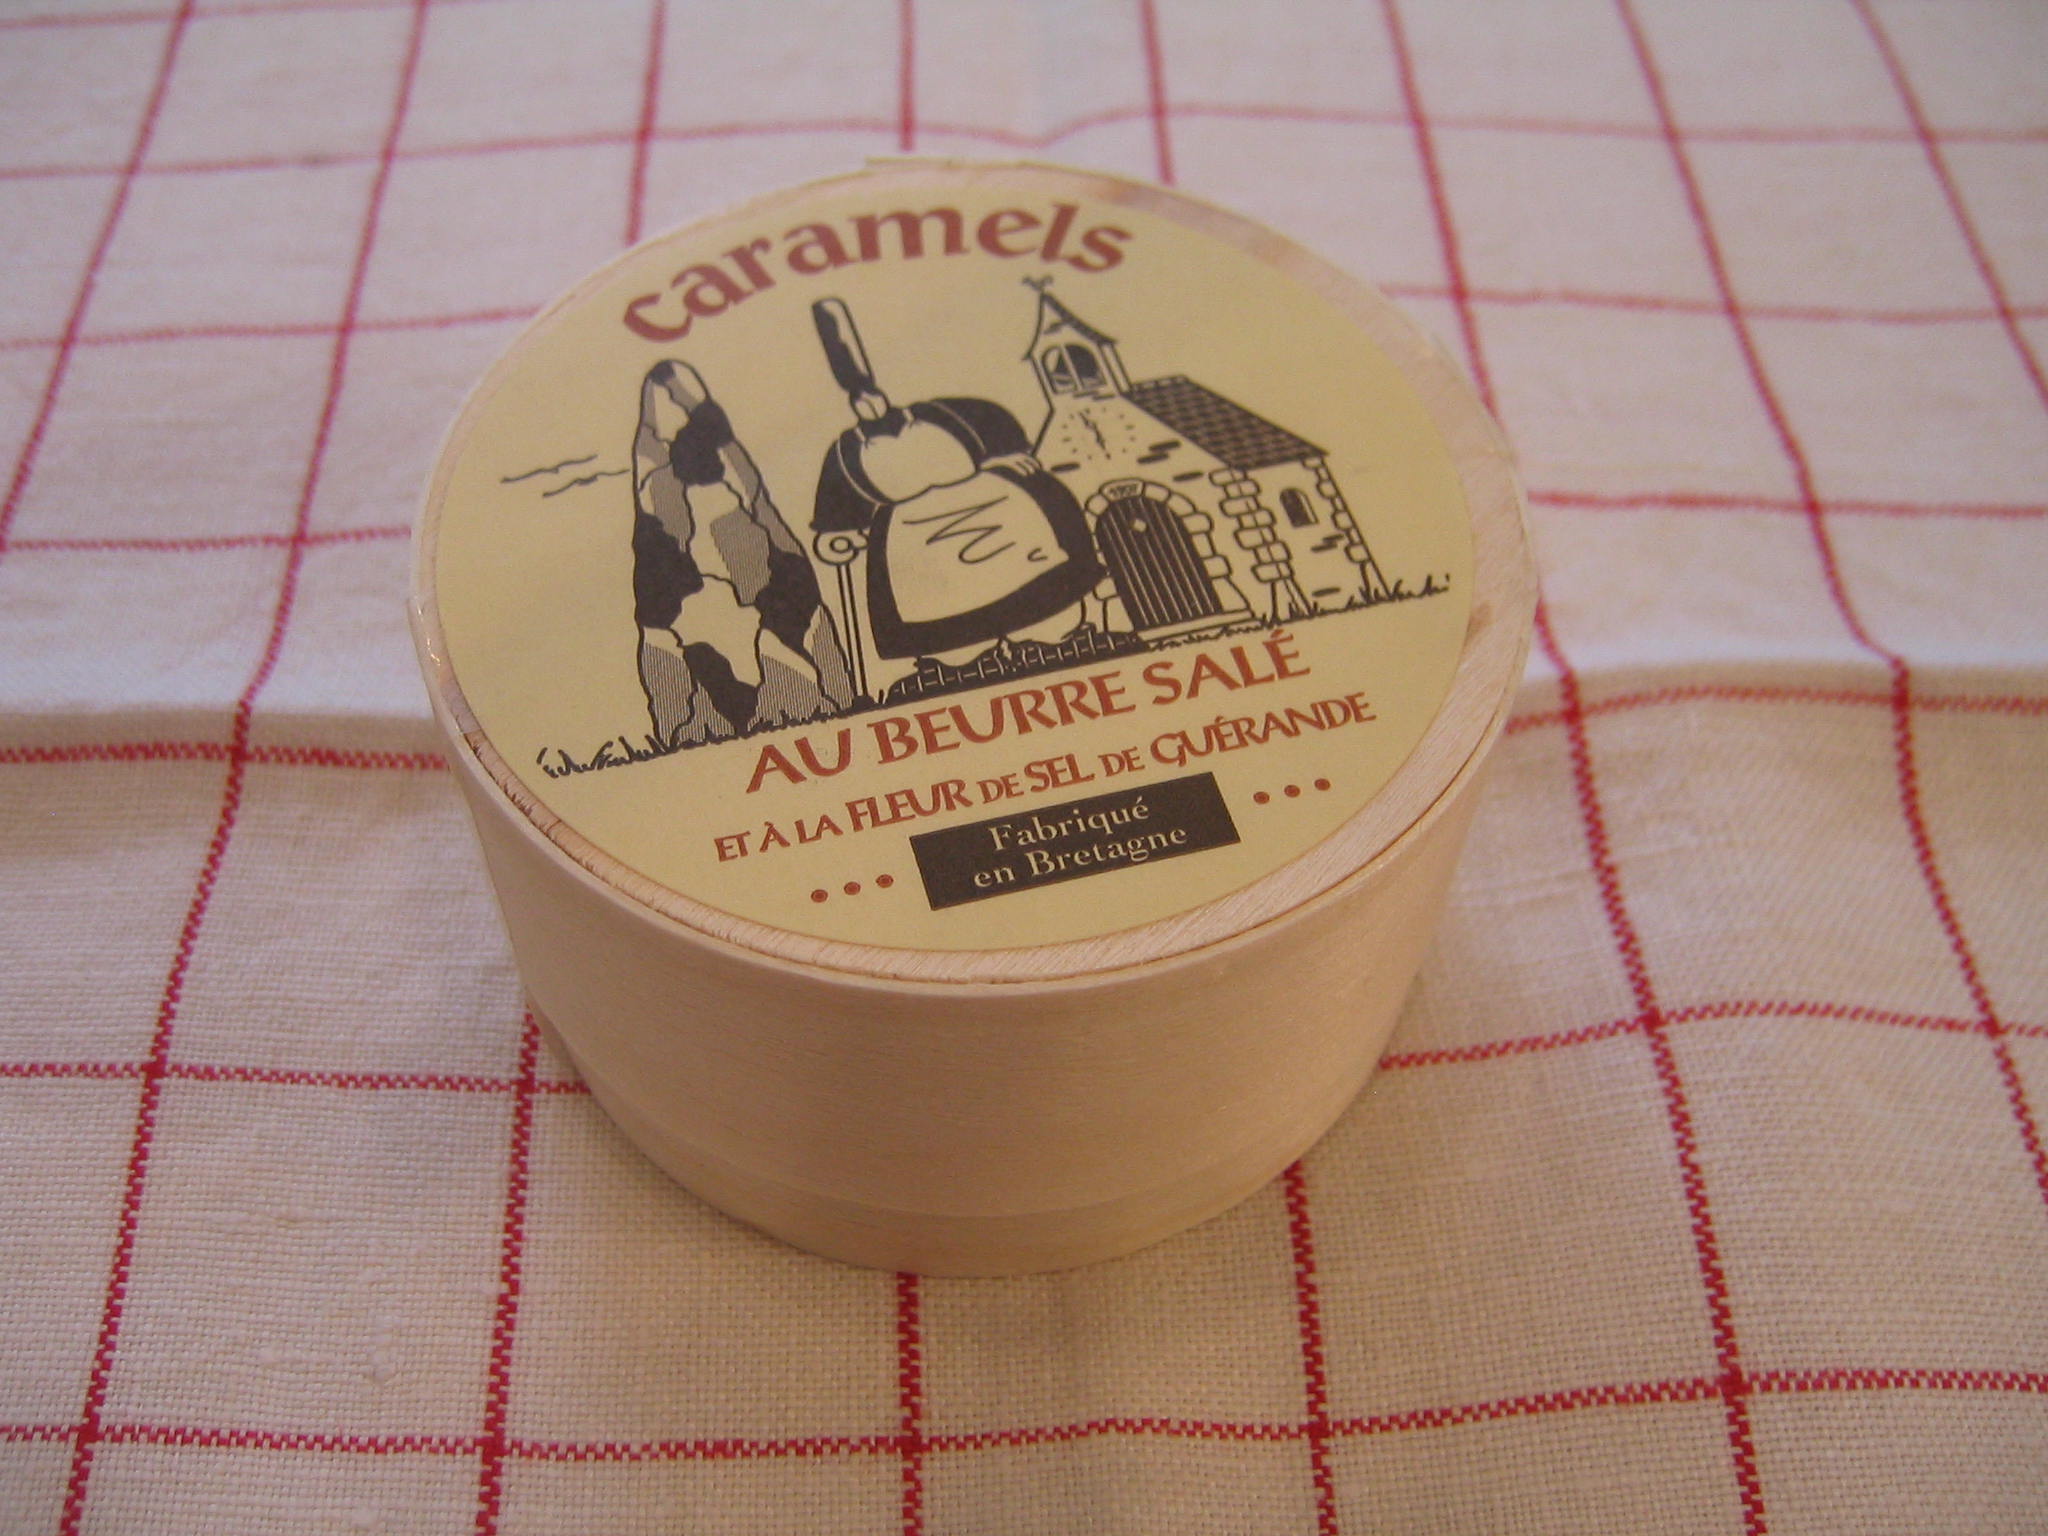 caramels
AU BEURRE SALÉ
ET À LA FLEUR DE SEL DE GUÉRANDE
Fabriqué
en Bretagne